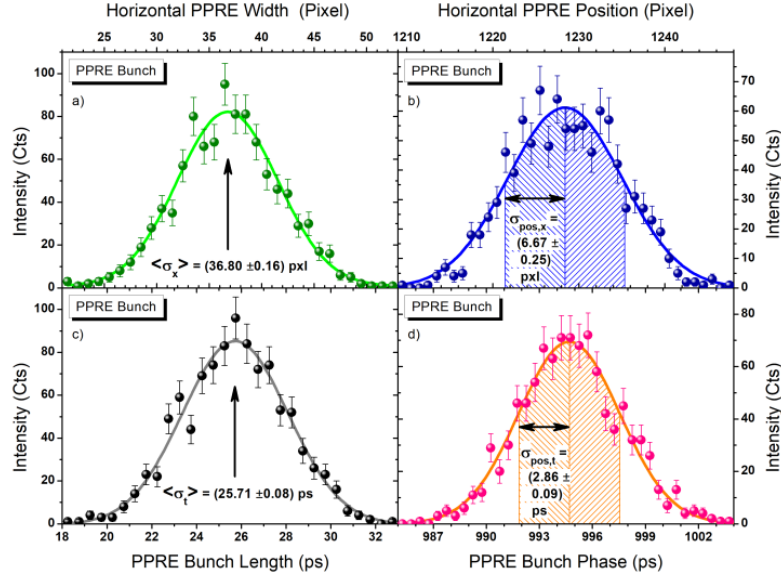 Horizontal PPRE Width (Pixel)
Horizontal PPRE Position (Pixel)
25 30 35 40 45 50
1210 1220 1230 1240
PPRE Bunch
a)
Intensity (Cts)
100
80
60
40
20
0
<σx> = (36.80 ±0.16) pxl
PPRE Bunch
b)
σpos,x =
(6.67 ±
0.25)
pxl
70
60
50
40
30
20
10
0
Intensity (Cts)
PPRE Bunch
c)
Intensity (Cts)
100
80
60
40
20
0
<σt> = (25.71 ±0.08) ps
PPRE Bunch
d)
σpos,t =
(2.86 ±
0.09)
ps
80
60
40
20
0
Intensity (Cts)
18 20 22 24 26 28 30 32
987 990 993 996 999 1002
PPRE Bunch Length (ps)
PPRE Bunch Phase (ps)